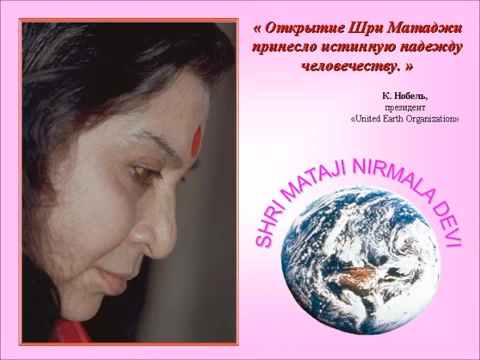 « Открытие Шри Матаджи
принесло истинную надежду
человечеству. »
К. Нобель,
президент
«United Earth Organization»
SHRI MATAJI NIRMALA DEVI